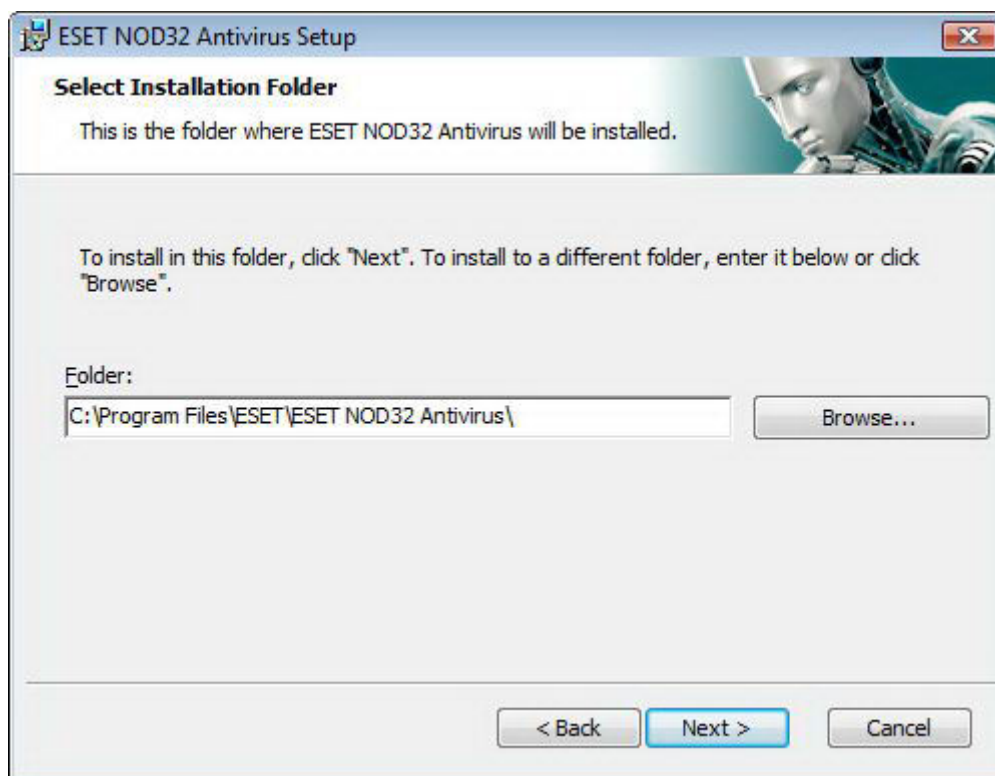 ESET NOD32 Antivirus Setup
Select Installation Folder
This is the folder where ESET NOD32 Antivirus will be installed.
To install in this folder, click "Next". To install to a different folder, enter it below or click
"Browse".
Folder:
C:\Program Files\ESET\ESET NOD32 Antivirus\
Browse...
< Back
Next >
Cancel